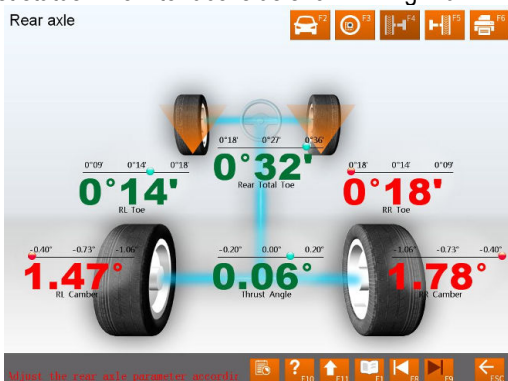 Rear axle
F2 F3 F4 F5 F6
0°18' 0°27' 0°36'
0°32'
Rear Total Toe
0°09' 0°14' 0°18'
0°14'
RL Toe
0°18' 0°14' 0°09'
0°18'
RR Toe
-0.40° -0.73° -1.06°
1.47°
RL Camber
-0.20° 0.00° 0.20°
0.06°
Thrust Angle
-1.06° -0.73° -0.40°
1.78°
RR Camber
Adjust the rear axle parameter accordi
? F10 F11 F1 F8 F9 ESC